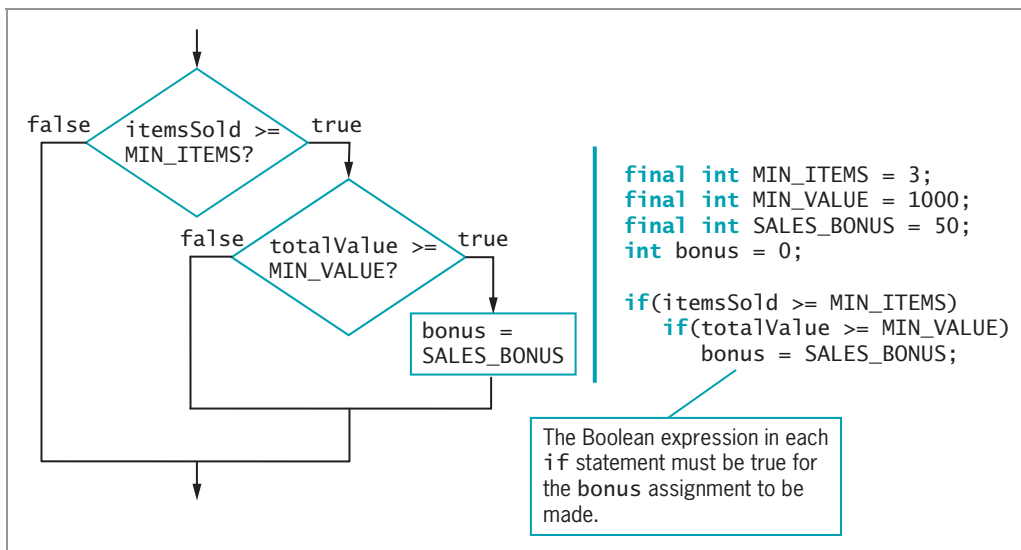 false
itemsSold >=
MIN_ITEMS?
true
false
totalValue >=
MIN_VALUE?
true
bonus =
SALES_BONUS
final int MIN_ITEMS = 3;
final int MIN_VALUE = 1000;
final int SALES_BONUS = 50;
int bonus = 0;
if(itemsSold >= MIN_ITEMS)
if(totalValue >= MIN_VALUE)
bonus = SALES_BONUS;
The Boolean expression in each
if statement must be true for
the bonus assignment to be
made.